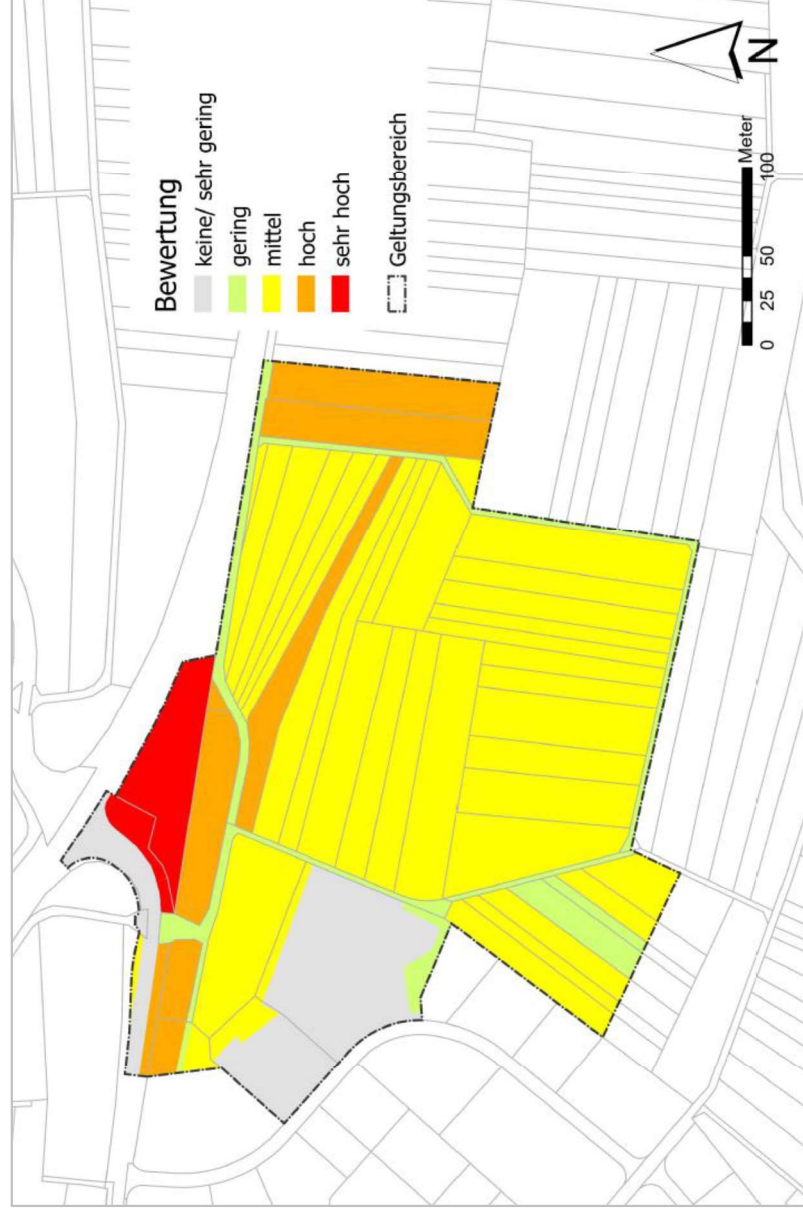 Bewertung
keine/ sehr gering
gering
mittel
hoch
sehr hoch
Geltungsbereich
N
Meter
0 25 50 100